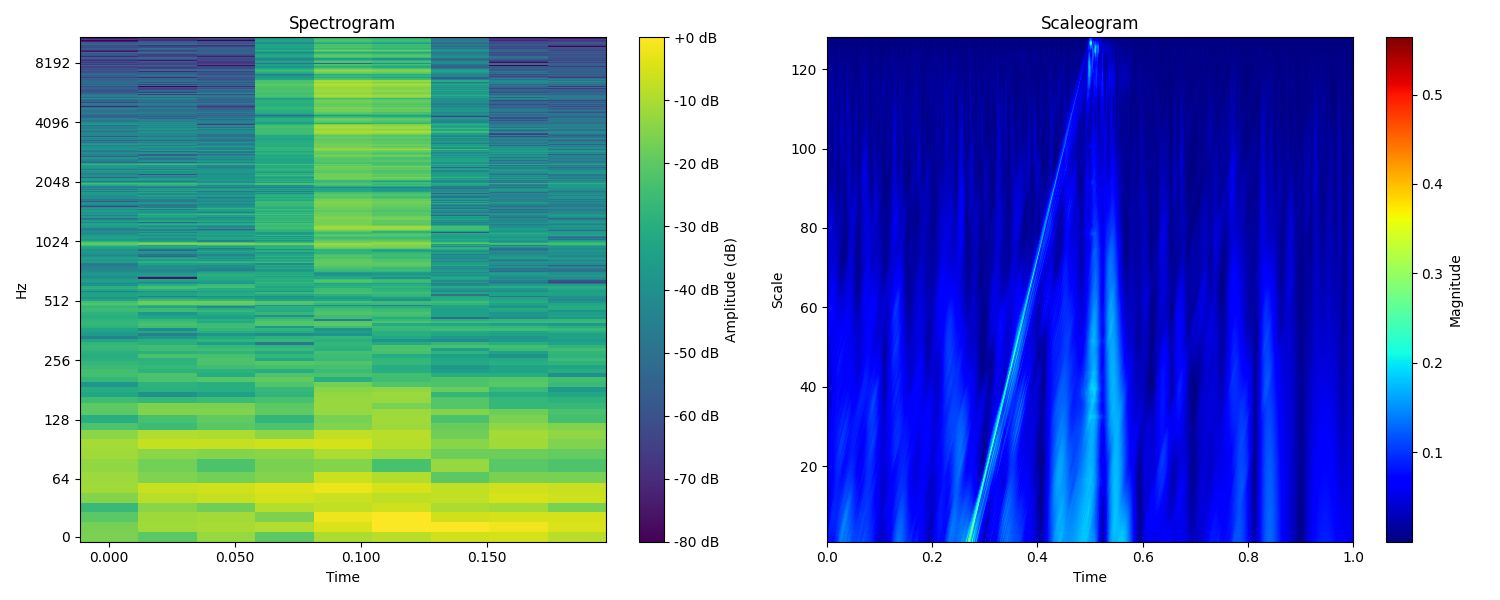 Spectrogram
Hz
8192
4096
2048
1024
512
256
128
64
0
0.000
0.050
0.100
0.150
Time
+0 dB
-10 dB
-20 dB
-30 dB
-40 dB
-50 dB
-60 dB
-70 dB
-80 dB
Amplitude (dB)
Scaleogram
Scale
120
100
80
60
40
20
0.0
0.2
0.4
0.6
0.8
1.0
Time
0.5
0.4
0.3
0.2
0.1
Magnitude